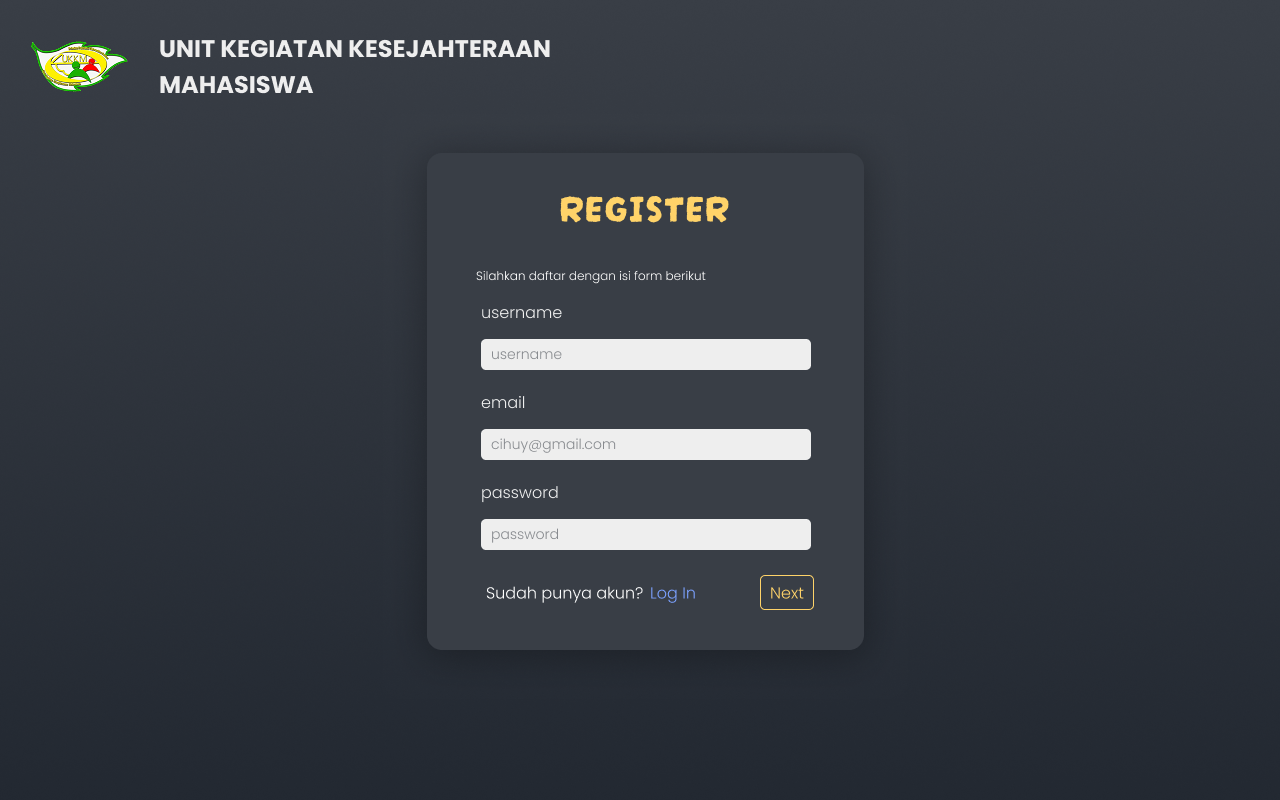 UKKM
UNIT KEGIATAN KESEJAHTERAAN
MAHASISWA
REGISTER
Silahkan daftar dengan isi form berikut
username
username
email
cihuy@gmail.com
password
password
Sudah punya akun? Log In
Next